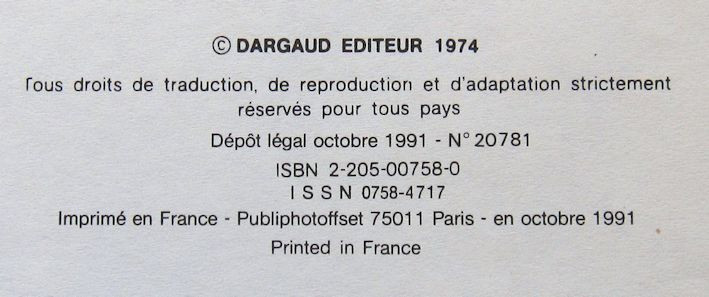 © DARGAUD EDITEUR 1974
Tous droits de traduction, de reproduction et d'adaptation strictement
réservés pour tous pays
Dépôt légal octobre 1991 - N° 20781
ISBN 2-205-00758-0
ISSN 0758-4717
Imprimé en France - Publiphotoffset 75011 Paris - en octobre 1991
Printed in France